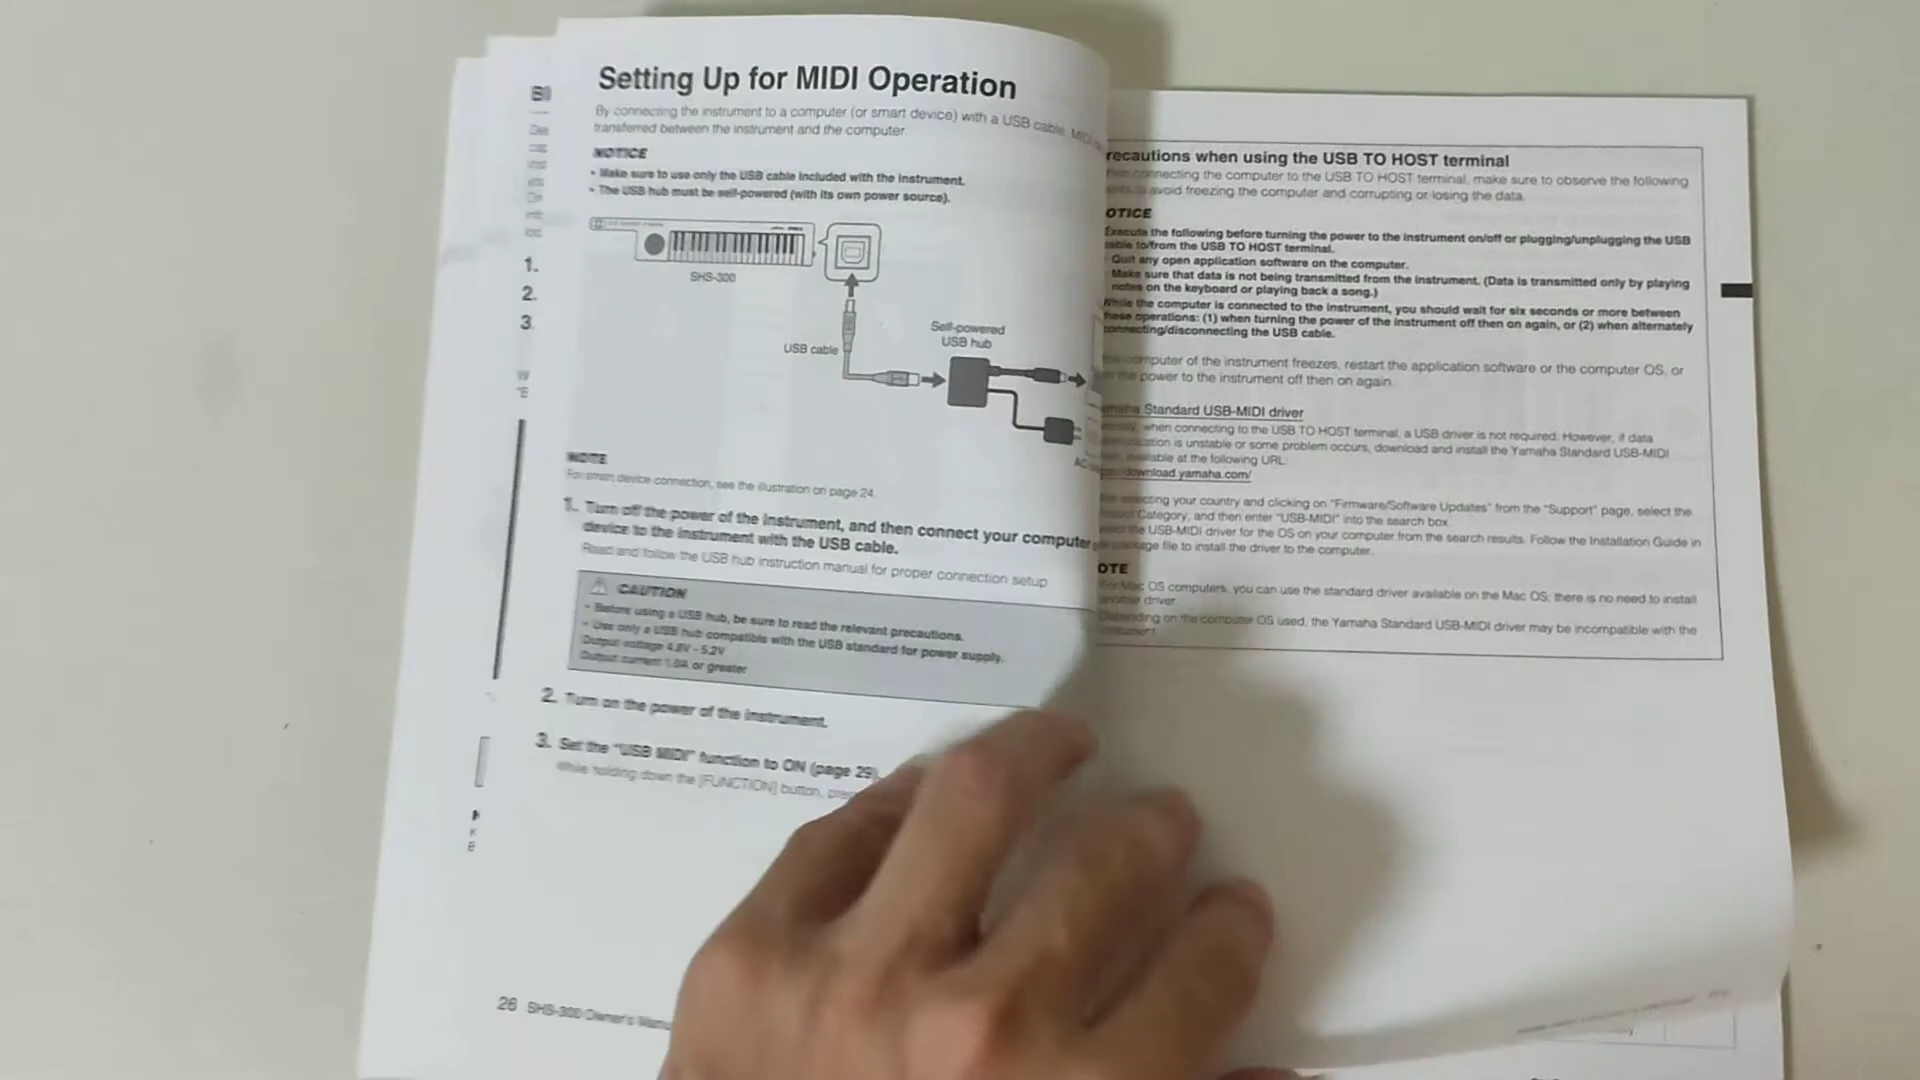 Setting Up for MIDI Operation
By connecting the instrument to a computer (or smart device) with a USB cable, MIDI
transferred between the instrument and the computer.
NOTICE
• Make sure to use only the USB cable included with the instrument.
• The USB hub must be self-powered (with its own power source).
SHS-300
USB cable
Self-powered
USB hub
NOTE
For smart device connection, see the illustration on page 24.
1. Turn off the power of the instrument, and then connect your computer
device to the instrument with the USB cable.
Read and follow the USB hub instruction manual for proper connection setup
CAUTION
• Before using a USB hub, be sure to read the relevant precautions.
• Use only a USB hub compatible with the USB standard for power supply.
Output voltage 4.8V - 5.2V
Output current 1.0A or greater
2. Turn on the power of the instrument.
3. Set the "USB MIDI" function to ON (page 29).
While holding down the [FUNCTION] button,
26 SHS-300 Owner's
1.
2.
3.
recautions when using the USB TO HOST terminal
connecting the computer to the USB TO HOST terminal, make sure to observe the following
avoid freezing the computer and corrupting or losing the data.
OTICE
Execute the following before turning the power to the instrument on/off or plugging/unplugging the USB
cable to/from the USB TO HOST terminal.
Quit any open application software on the computer.
Make sure that data is not being transmitted from the instrument. (Data is transmitted only by playing
notes on the keyboard or playing back a song.)
While the computer is connected to the instrument, you should wait for six seconds or more between
these operations: (1) when turning the power of the instrument off then on again, or (2) when alternately
connecting/disconnecting the USB cable.
computer of the instrument freezes, restart the application software or the computer OS, or
the power to the instrument off then on again.
Standard USB-MIDI driver
when connecting to the USB TO HOST terminal, a USB driver is not required. However, if data
is unstable or some problem occurs, download and install the Yamaha Standard USB-MIDI
available at the following URL:
download.yamaha.com/
selecting your country and clicking on "Firmware/Software Updates" from the "Support" page, select the
Category, and then enter "USB-MIDI" into the search box.
the USB-MIDI driver for the OS on your computer from the search results. Follow the Installation Guide in
package file to install the driver to the computer.
OTE
For Mac OS computers, you can use the standard driver available on the Mac OS; there is no need to install
another driver.
Depending on the computer OS used, the Yamaha Standard USB-MIDI driver may be incompatible with the
instrument.